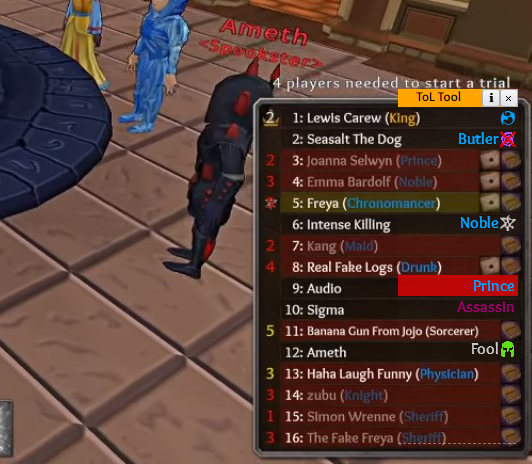 Ameth
<Spookster>
4 players needed to start a trial
ToL Tool i ×
2 1: Lewis Carew (King)
2: Seasalt The Dog Butler
2 3: Joanna Selwyn (Prince)
3 4: Emma Bardolf (Noble)
5: Freya (Chronomancer)
6: Intense Killing Noble
2 7: Kang (Maid)
4 8: Real Fake Logs (Drunk)
9: Audio Prince
10: Sigma Assassin
5 11: Banana Gun From Jojo (Sorcerer)
12: Ameth Fool
3 13: Haha Laugh Funny (Physician)
3 14: zubu (Knight)
1 15: Simon Wrenne (Sheriff)
3 16: The Fake Freya (Sheriff)